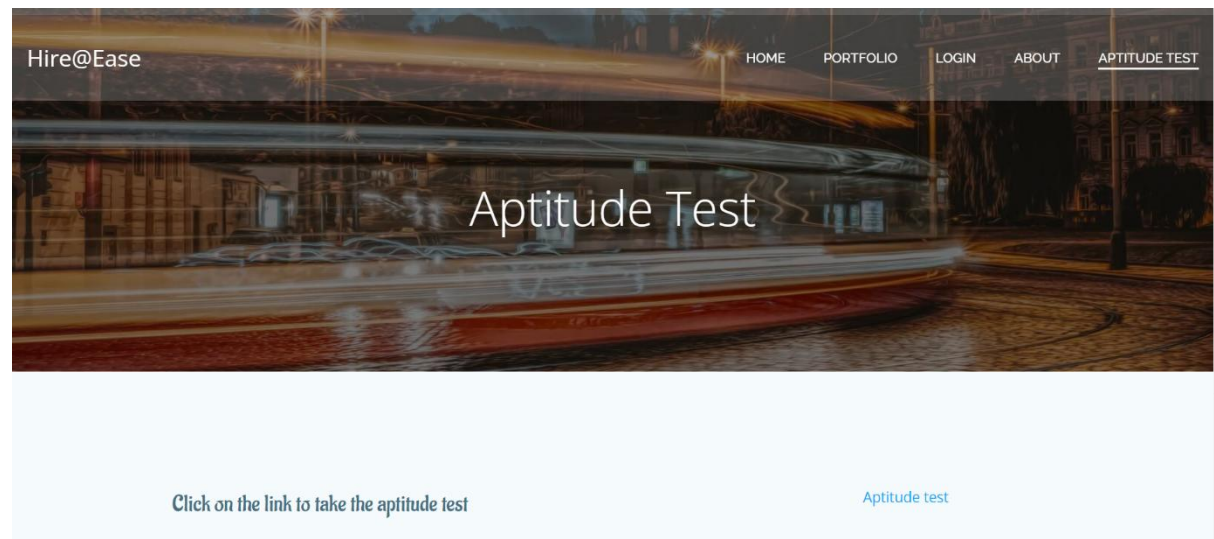 Hire@Ease
HOME PORTFOLIO LOGIN ABOUT APTITUDE TEST
Aptitude Test
Click on the link to take the aptitude test
Aptitude test